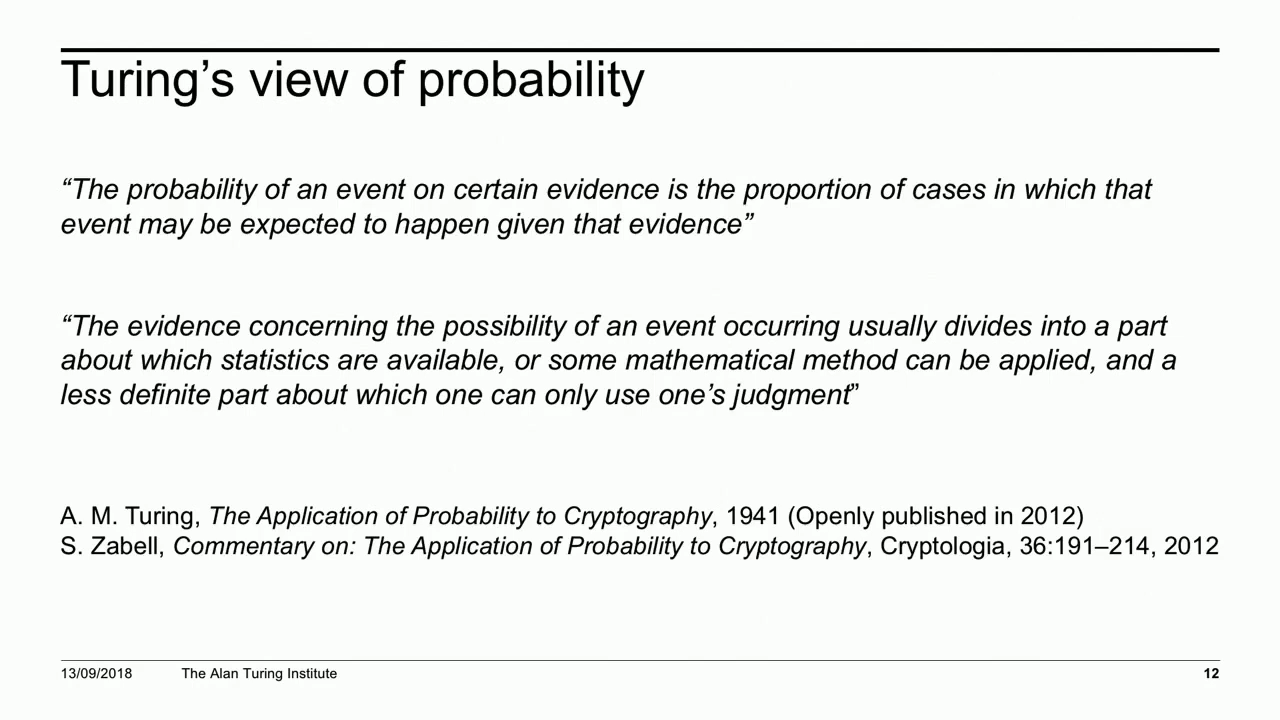 Turing’s view of probability
“The probability of an event on certain evidence is the proportion of cases in which that
event may be expected to happen given that evidence”
“The evidence concerning the possibility of an event occurring usually divides into a part
about which statistics are available, or some mathematical method can be applied, and a
less definite part about which one can only use one’s judgment”
A. M. Turing, The Application of Probability to Cryptography, 1941 (Openly published in 2012)
S. Zabell, Commentary on: The Application of Probability to Cryptography, Cryptologia, 36:191–214, 2012
13/09/2018 The Alan Turing Institute 12